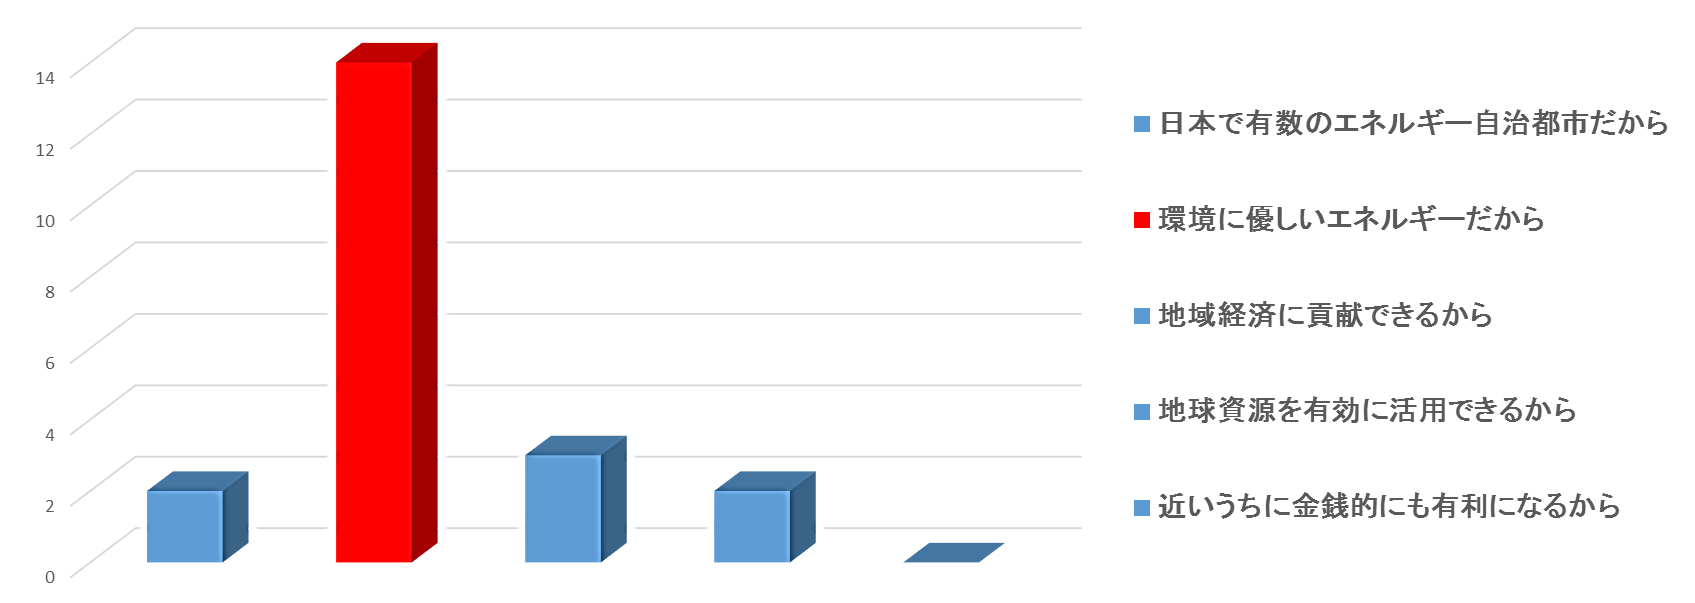 14
12
10
8
6
4
2
0
日本で有数のエネルギー自治都市だから
環境に優しいエネルギーだから
地域経済に貢献できるから
地球資源を有効に活用できるから
近いうちに金銭的にも有利になるから